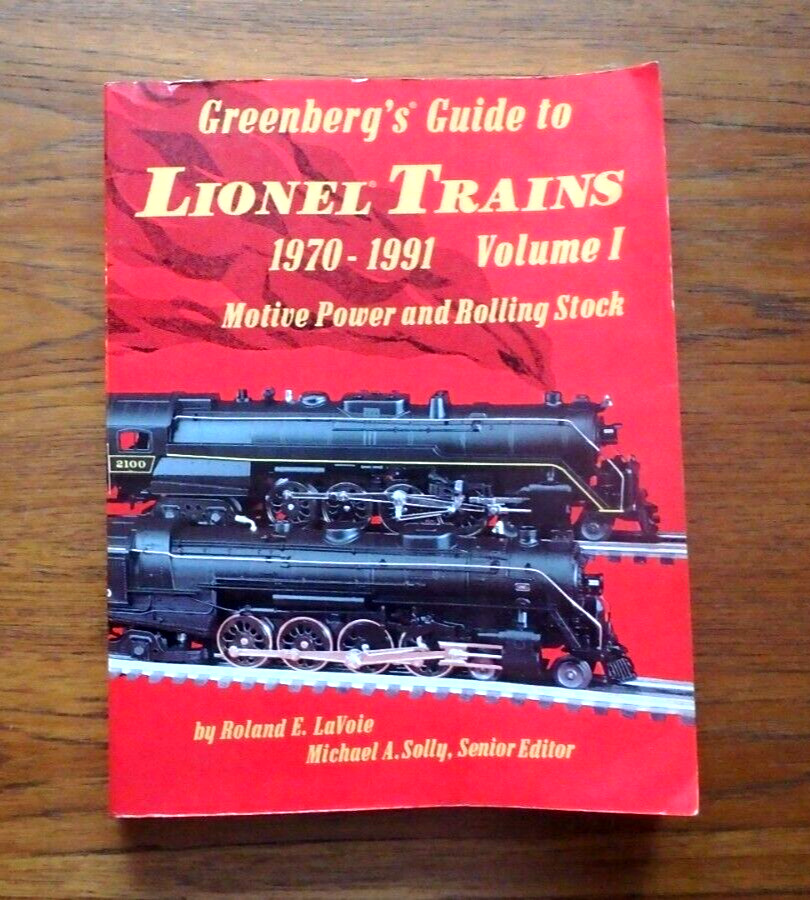 Greenberg's® Guide to
LIONEL® TRAINS
1970 - 1991 Volume I
Motive Power and Rolling Stock
2100
by Roland E. LaVoie
Michael A. Solly, Senior Editor